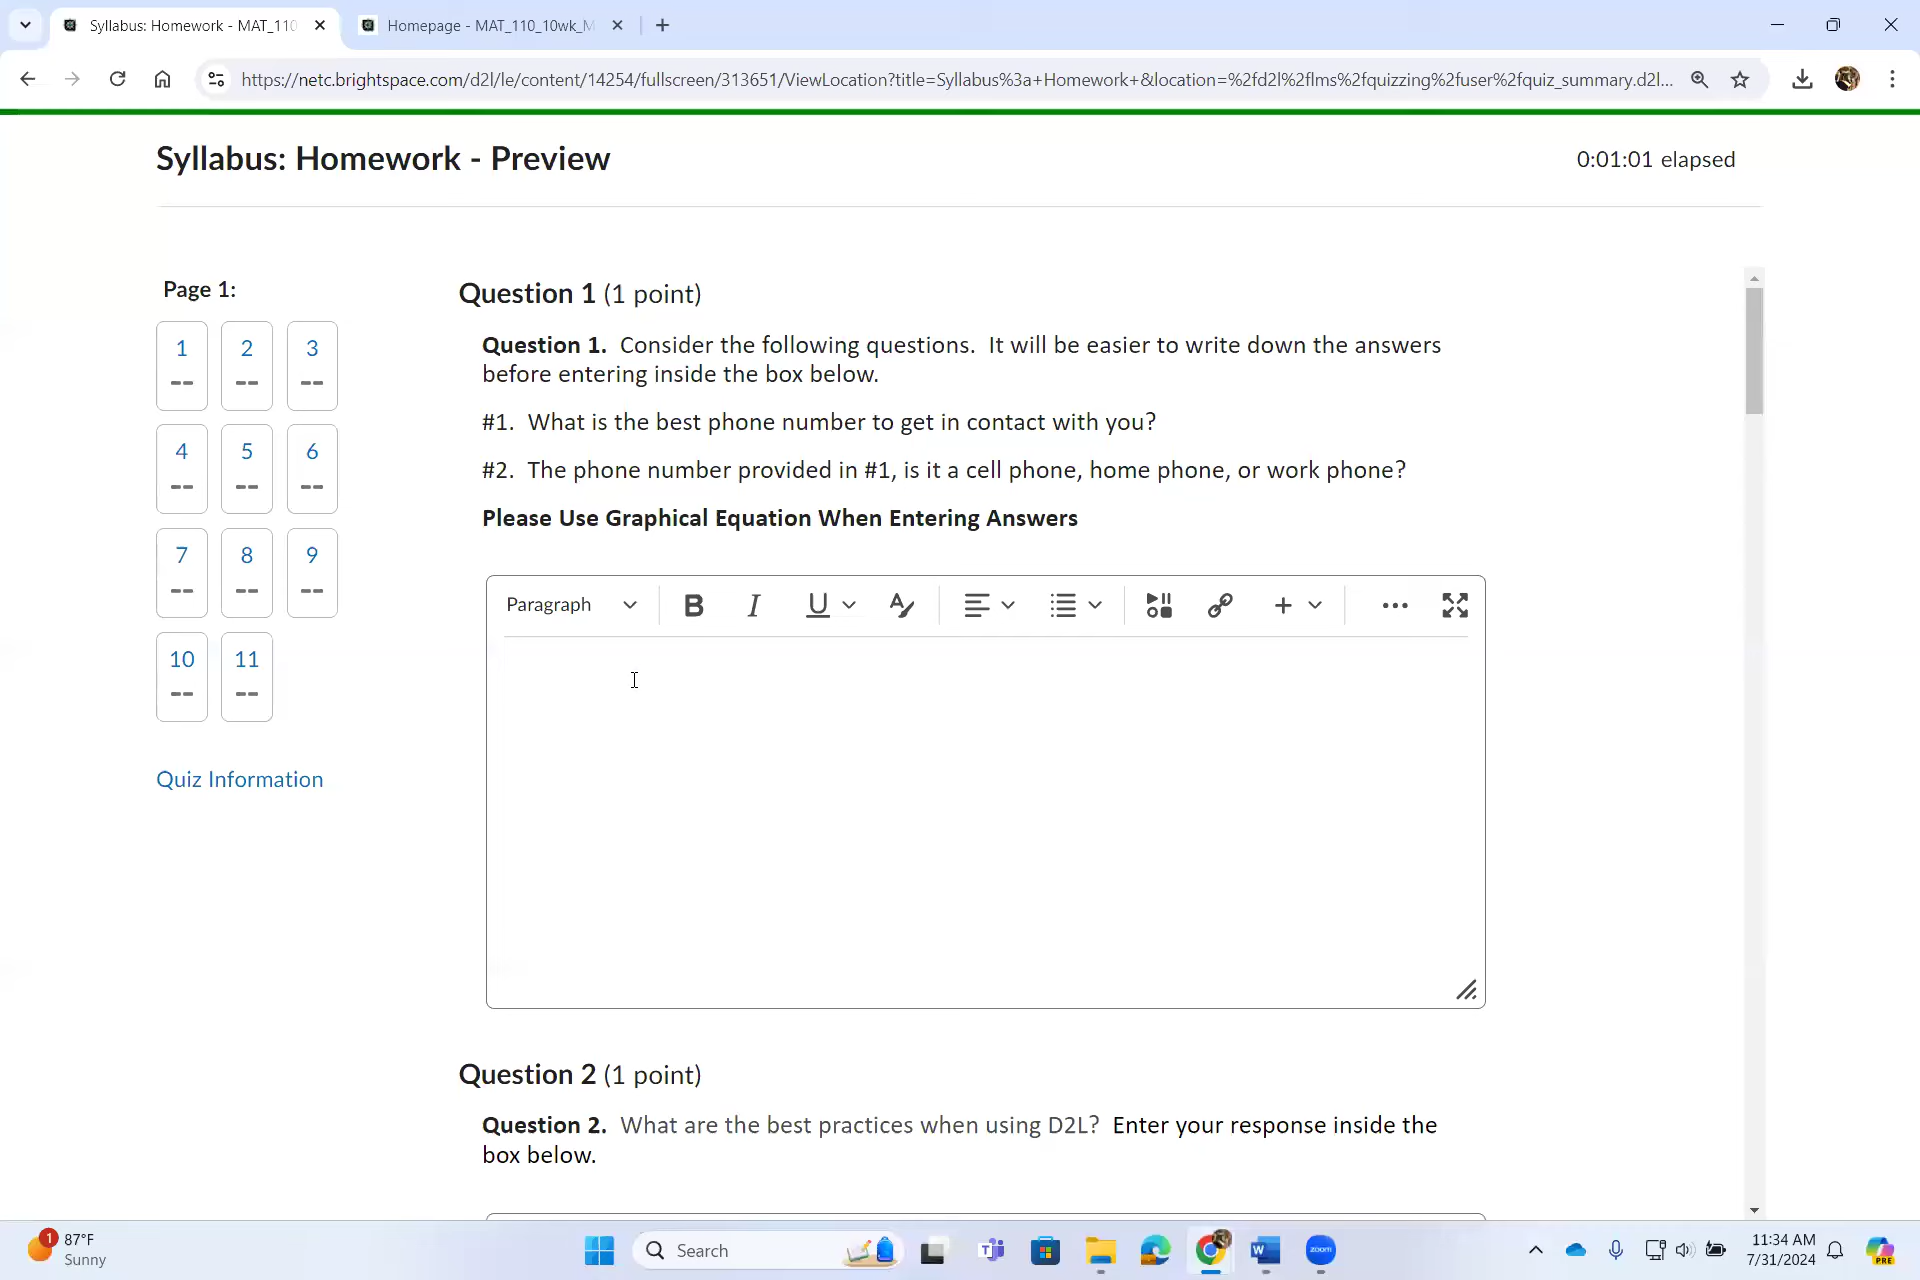 Syllabus: Homework - MAT_110
Homepage - MAT_110_10wk_M
https://netc.brightspace.com/d2l/le/content/14254/fullscreen/313651/ViewLocation?title=Syllabus%3a+Homework+&location=%2fd2l%2flms%2fquizzing%2fuser%2fquiz_summary.d2l...
Syllabus: Homework - Preview
0:01:01 elapsed
Page 1:
1 2 3
-- -- --
4 5 6
-- -- --
7 8 9
-- -- --
10 11
-- --
Quiz Information
Question 1 (1 point)
Question 1. Consider the following questions. It will be easier to write down the answers
before entering inside the box below.
#1. What is the best phone number to get in contact with you?
#2. The phone number provided in #1, is it a cell phone, home phone, or work phone?
Please Use Graphical Equation When Entering Answers
Paragraph B I U
Question 2 (1 point)
Question 2. What are the best practices when using D2L? Enter your response inside the
box below.
1
87°F
Sunny
Search
W
zoom
11:34 AM
7/31/2024
PRE